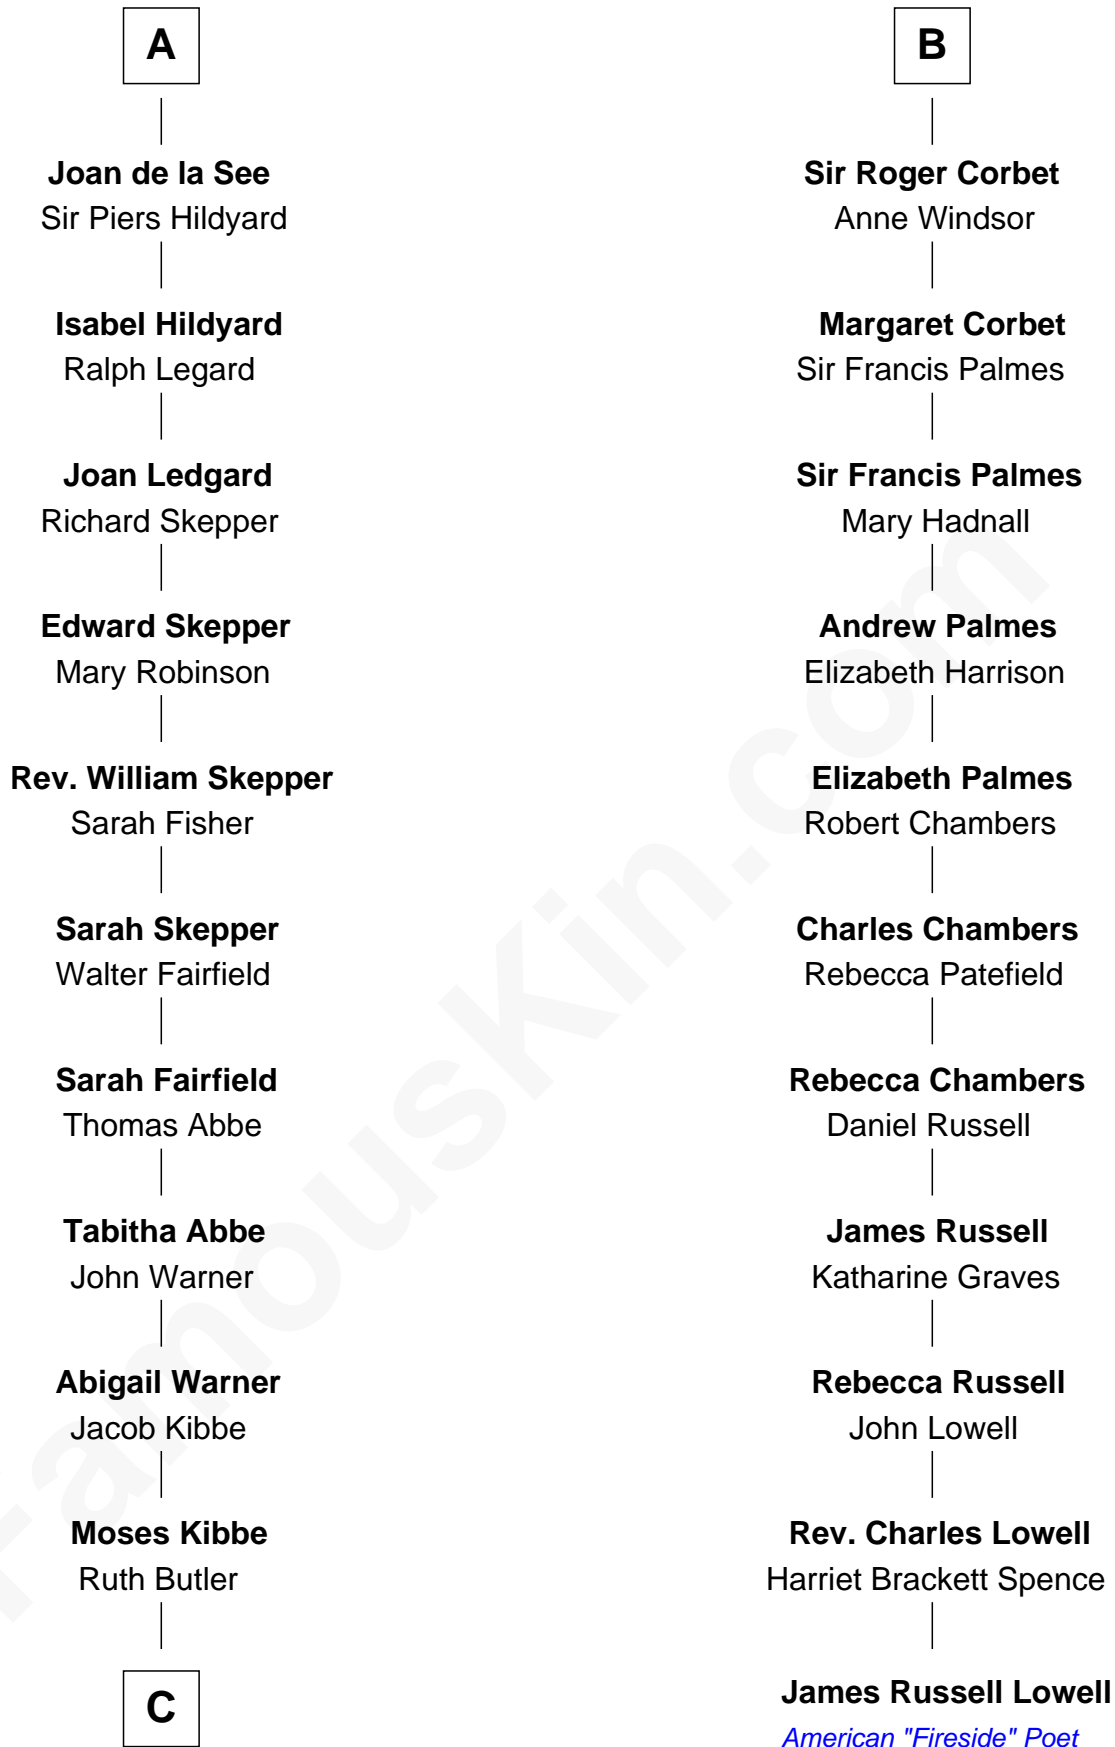 A
Joan de la See
Sir Piers Hildyard
Isabel Hildyard
Ralph Legard
Joan Ledgard
Richard Skepper
Edward Skepper
Mary Robinson
Rev. William Skepper
Sarah Fisher
Sarah Skepper
Walter Fairfield
Sarah Fairfield
Thomas Abbe
Tabitha Abbe
John Warner
Abigail Warner
Jacob Kibbe
Moses Kibbe
Ruth Butler
C
B
Sir Roger Corbet
Anne Windsor
Margaret Corbet
Sir Francis Palmes
Sir Francis Palmes
Mary Hadnall
Andrew Palmes
Elizabeth Harrison
Elizabeth Palmes
Robert Chambers
Charles Chambers
Rebecca Patefield
Rebecca Chambers
Daniel Russell
James Russell
Katharine Graves
Rebecca Russell
John Lowell
Rev. Charles Lowell
Harriet Brackett Spence
James Russell Lowell
American "Fireside" Poet
FamousKin.com